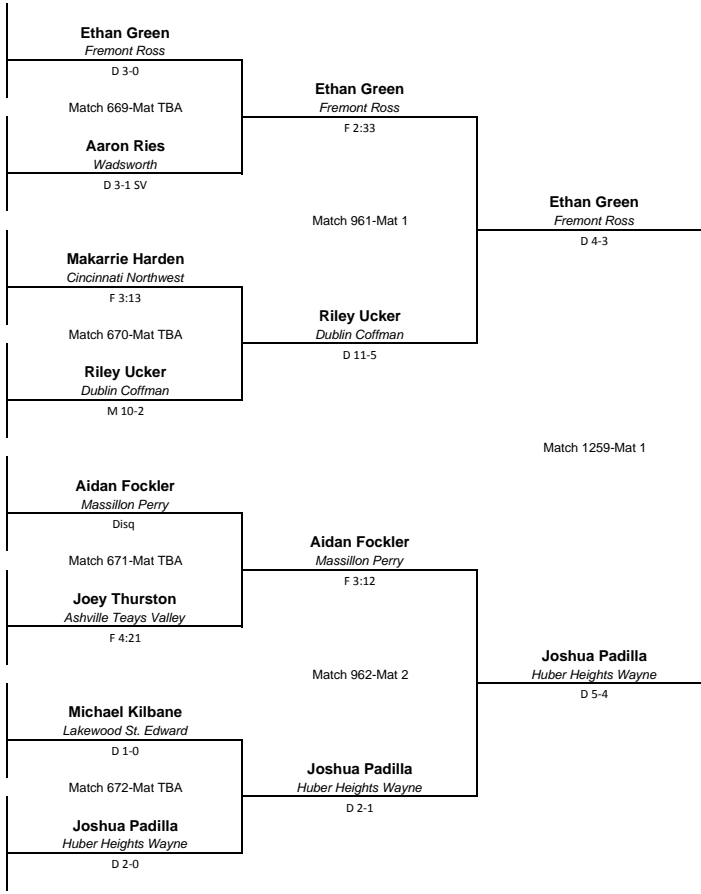 Ethan Green
Fremont Ross
D 3-0
Match 669-Mat TBA
Aaron Ries
Wadsworth
D 3-1 SV
Makarrie Harden
Cincinnati Northwest
F 3:13
Match 670-Mat TBA
Riley Ucker
Dublin Coffman
M 10-2
Aidan Fockler
Massillon Perry
Disq
Match 671-Mat TBA
Joey Thurston
Ashville Teays Valley
F 4:21
Michael Kilbane
Lakewood St. Edward
D 1-0
Match 672-Mat TBA
Joshua Padilla
Huber Heights Wayne
D 2-0
Ethan Green
Fremont Ross
F 2:33
Match 961-Mat 1
Riley Ucker
Dublin Coffman
D 11-5
Aidan Fockler
Massillon Perry
F 3:12
Match 962-Mat 2
Joshua Padilla
Huber Heights Wayne
D 2-1
Ethan Green
Fremont Ross
D 4-3
Match 1259-Mat 1
Joshua Padilla
Huber Heights Wayne
D 5-4